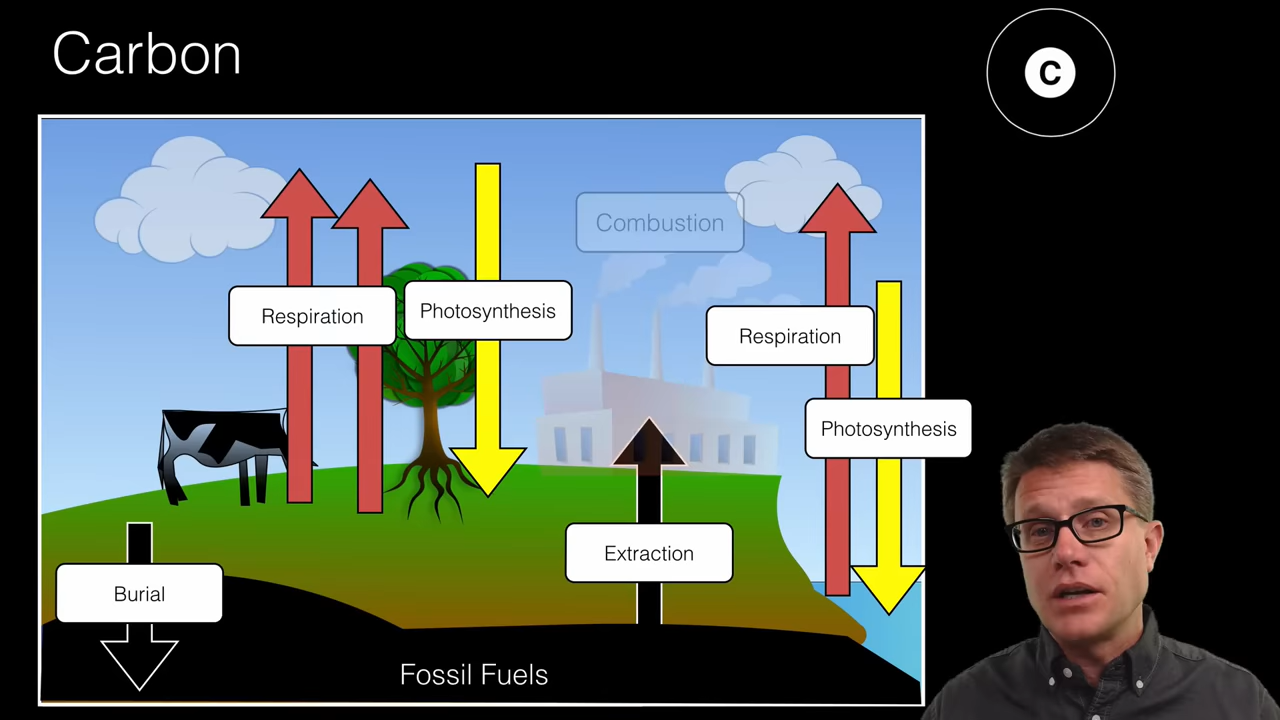 Carbon
C
Combustion
Respiration
Photosynthesis
Respiration
Photosynthesis
Extraction
Burial
Fossil Fuels